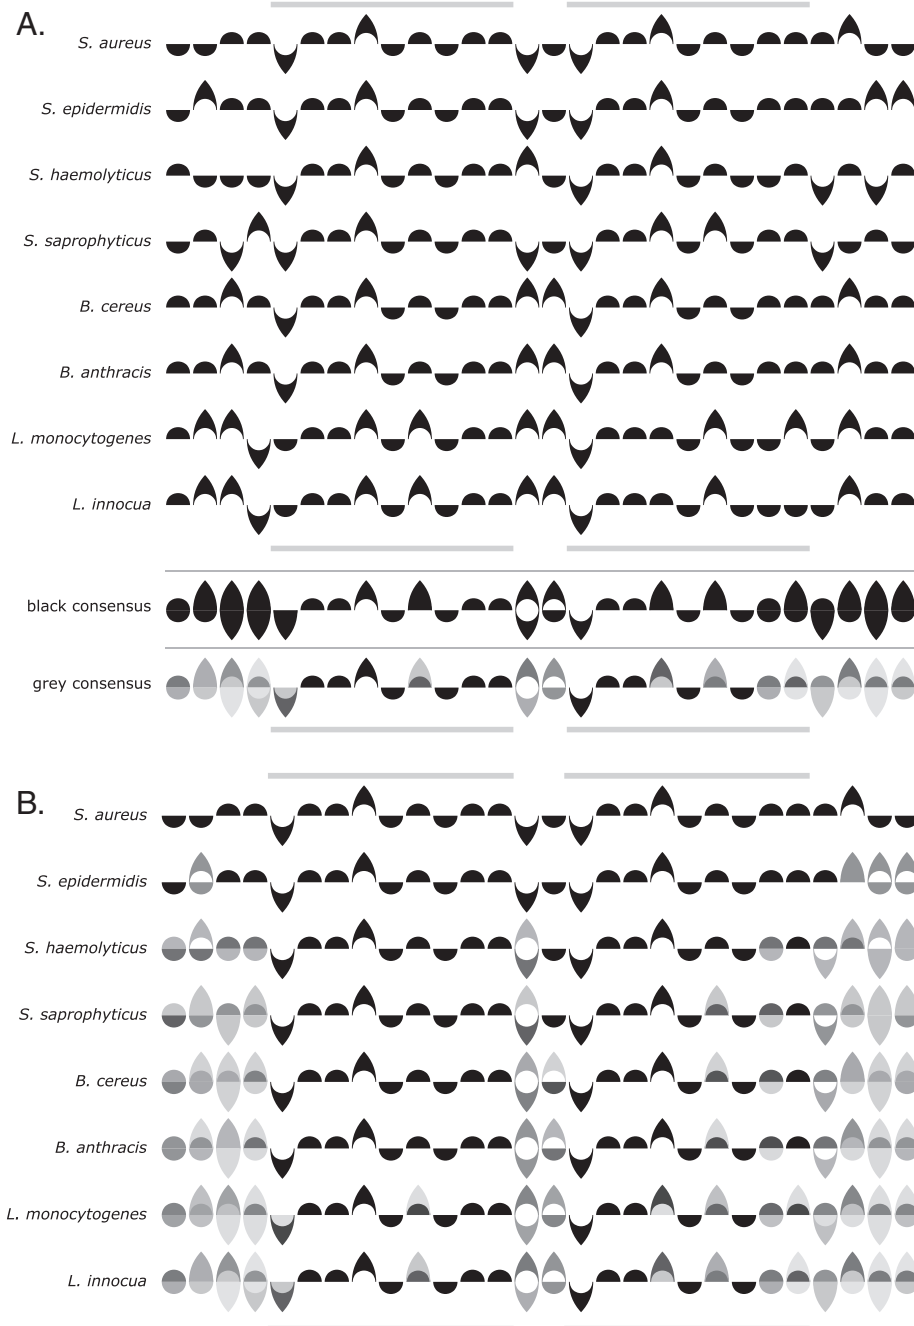 A.
S. aureus
S. epidermidis
S. haemolyticus
S. saprophyticus
B. cereus
B. anthracis
L. monocytogenes
L. innocua
black consensus
grey consensus
B.
S. aureus
S. epidermidis
S. haemolyticus
S. saprophyticus
B. cereus
B. anthracis
L. monocytogenes
L. innocua